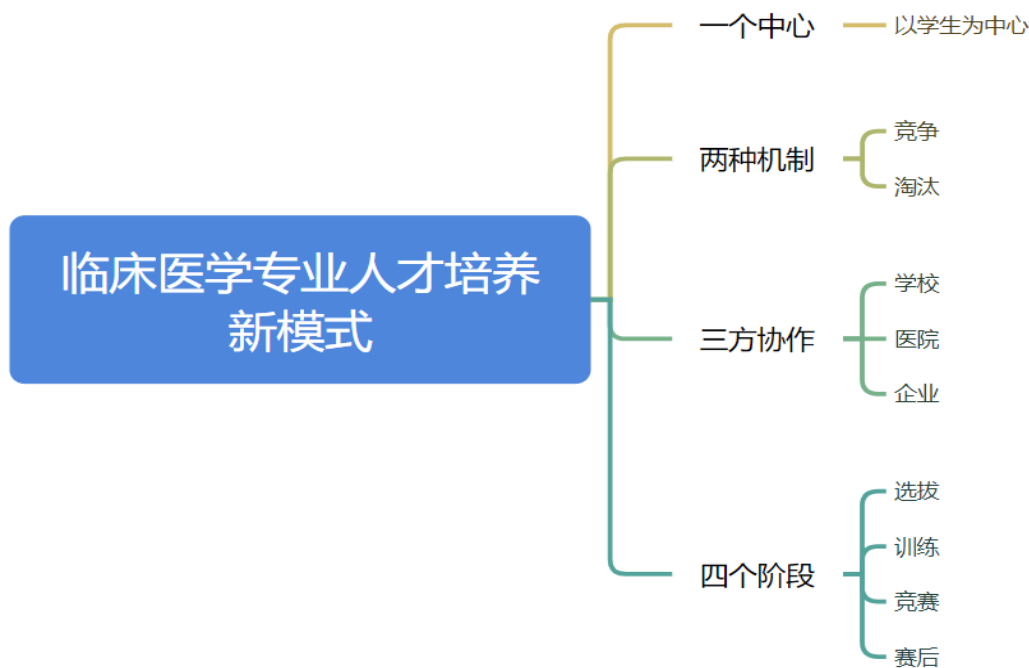 临床医学专业人才培养
新模式
一个中心
以学生为中心
两种机制
竞争
淘汰
三方协作
学校
医院
企业
四个阶段
选拔
训练
竞赛
赛后